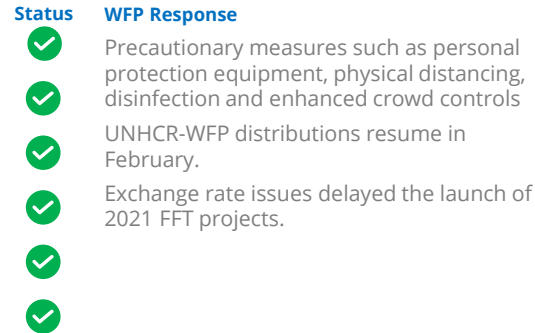 Status WFP Response
Precautionary measures such as personal
protection equipment, physical distancing,
disinfection and enhanced crowd controls
UNHCR-WFP distributions resume in
February.
Exchange rate issues delayed the launch of
2021 FFT projects.